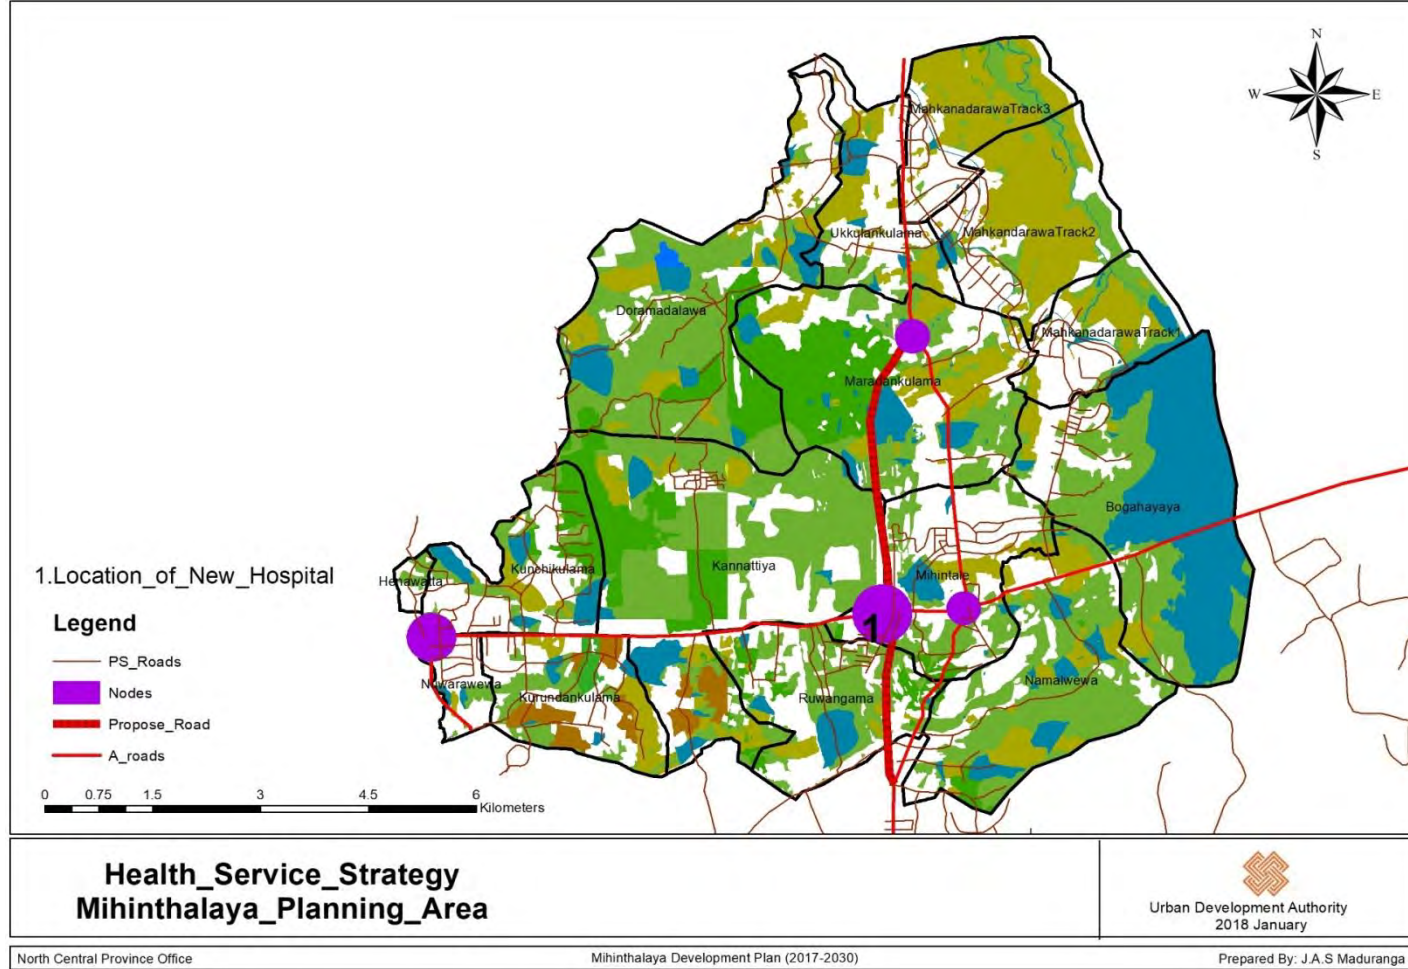 N
W
E
S
MahkanadarawaTrack3
Ukkulankulama
MahkandarawaTrack2
Doramadalawa
MahkanadarawaTrack1
Maradankulama
Bogahayaya
1.Location_of_New_Hospital
Henawatta
Kunchikulama
Kannattiya
Mihintale
1
Legend
PS_Roads
Nodes
Propose_Road
A_roads
Nuwarawewa
Kurundankulama
Ruwangama
Namalwewa
0 0.75 1.5 3 4.5 6
Kilometers
Health_Service_Strategy
Mihinthalaya_Planning_Area
Urban Development Authority
2018 January
North Central Province Office
Mihinthalaya Development Plan (2017-2030)
Prepared By: J.A.S Maduranga